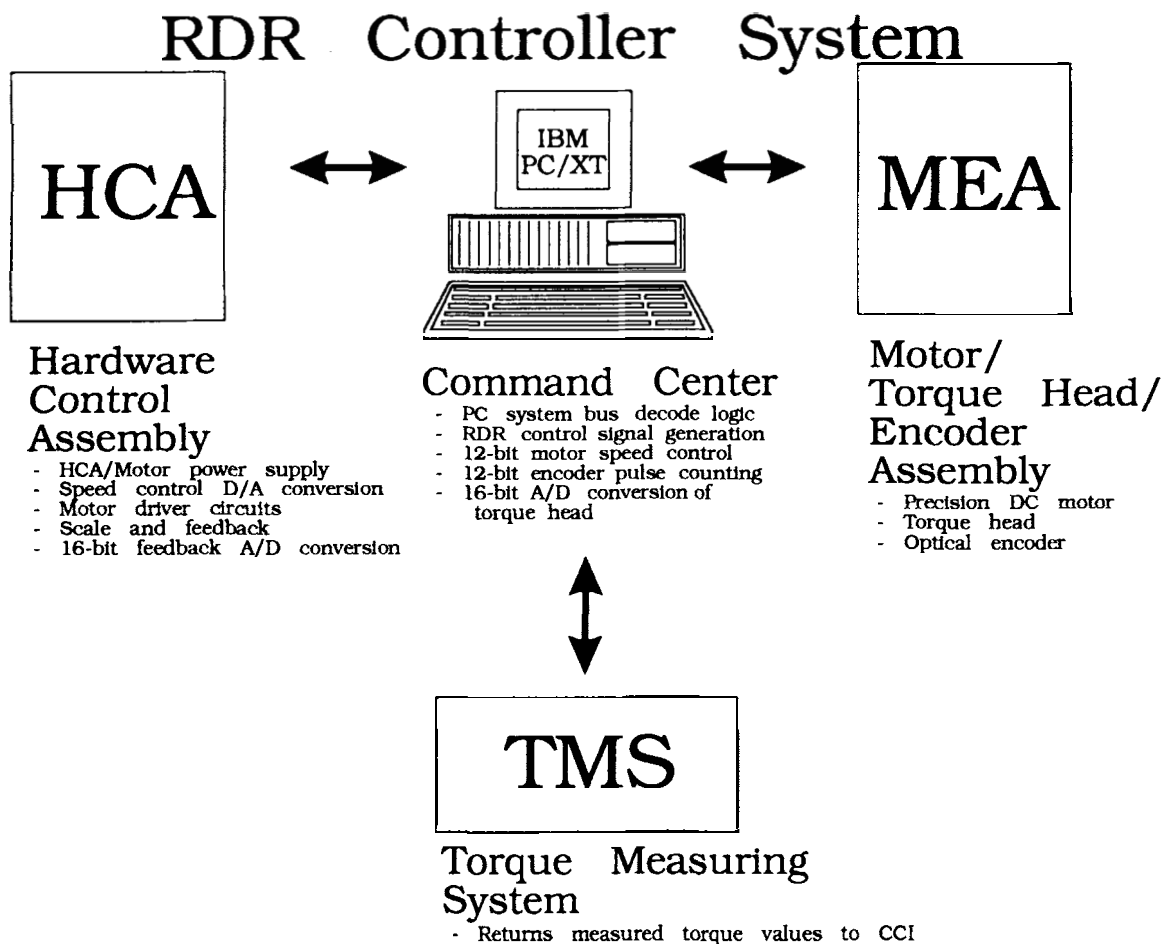 RDR Controller System
HCA
IBM
PC/XT
MEA
Hardware
Control
Assembly
- HCA/Motor power supply
- Speed control D/A conversion
- Motor driver circuits
- Scale and feedback
- 16-bit feedback A/D conversion
Command Center
- PC system bus decode logic
- RDR control signal generation
- 12-bit motor speed control
- 12-bit encoder pulse counting
- 16-bit A/D conversion of
torque head
Motor/
Torque Head/
Encoder
Assembly
- Precision DC motor
- Torque head
- Optical encoder
TMS
Torque Measuring
System
- Returns measured torque values to CCI